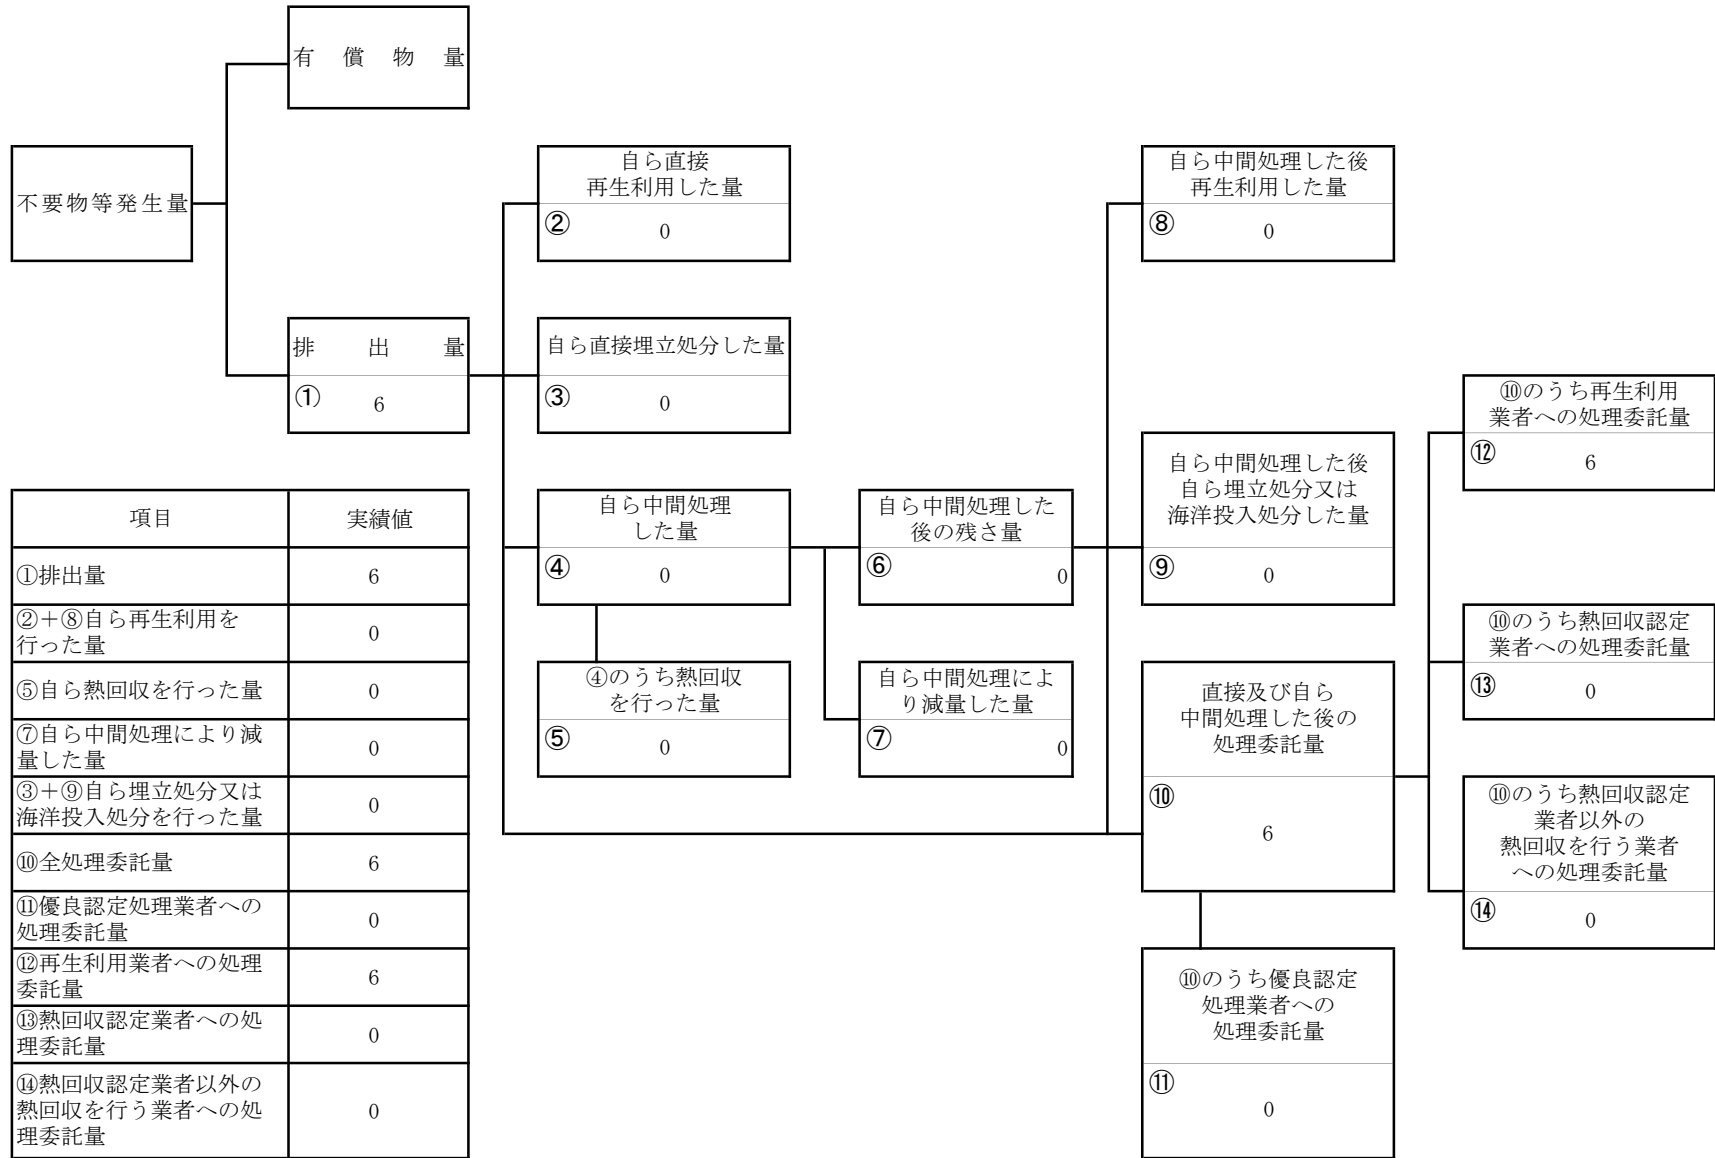 有償物量
不要物等発生量
排出量
① 6
自ら直接
再生利用した量
② 0
自ら直接埋立処分した量
③ 0
自ら中間処理
した量
④ 0
④のうち熱回収
を行った量
⑤ 0
自ら中間処理した
後の残さ量
⑥ 0
自ら中間処理によ
り減量した量
⑦ 0
自ら中間処理した後
再生利用した量
⑧ 0
自ら中間処理した後
自ら埋立処分又は
海洋投入処分した量
⑨ 0
直接及び自ら
中間処理した後の
処理委託量
⑩
6
⑩のうち優良認定
処理業者への
処理委託量
⑪
0
⑩のうち再生利用
業者への処理委託量
⑫ 6
⑩のうち熱回収認定
業者への処理委託量
⑬ 0
⑩のうち熱回収認定
業者以外の
熱回収を行う業者
への処理委託量
⑭ 0
項目 実績値
①排出量 6
②＋⑧自ら再生利用を
行った量 0
⑤自ら熱回収を行った量 0
⑦自ら中間処理により減
量した量 0
③＋⑨自ら埋立処分又は
海洋投入処分を行った量 0
⑩全処理委託量 6
⑪優良認定処理業者への
処理委託量 0
⑫再生利用業者への処理
委託量 6
⑬熱回収認定業者への処
理委託量 0
⑭熱回収認定業者以外の
熱回収を行う業者への処
理委託量 0